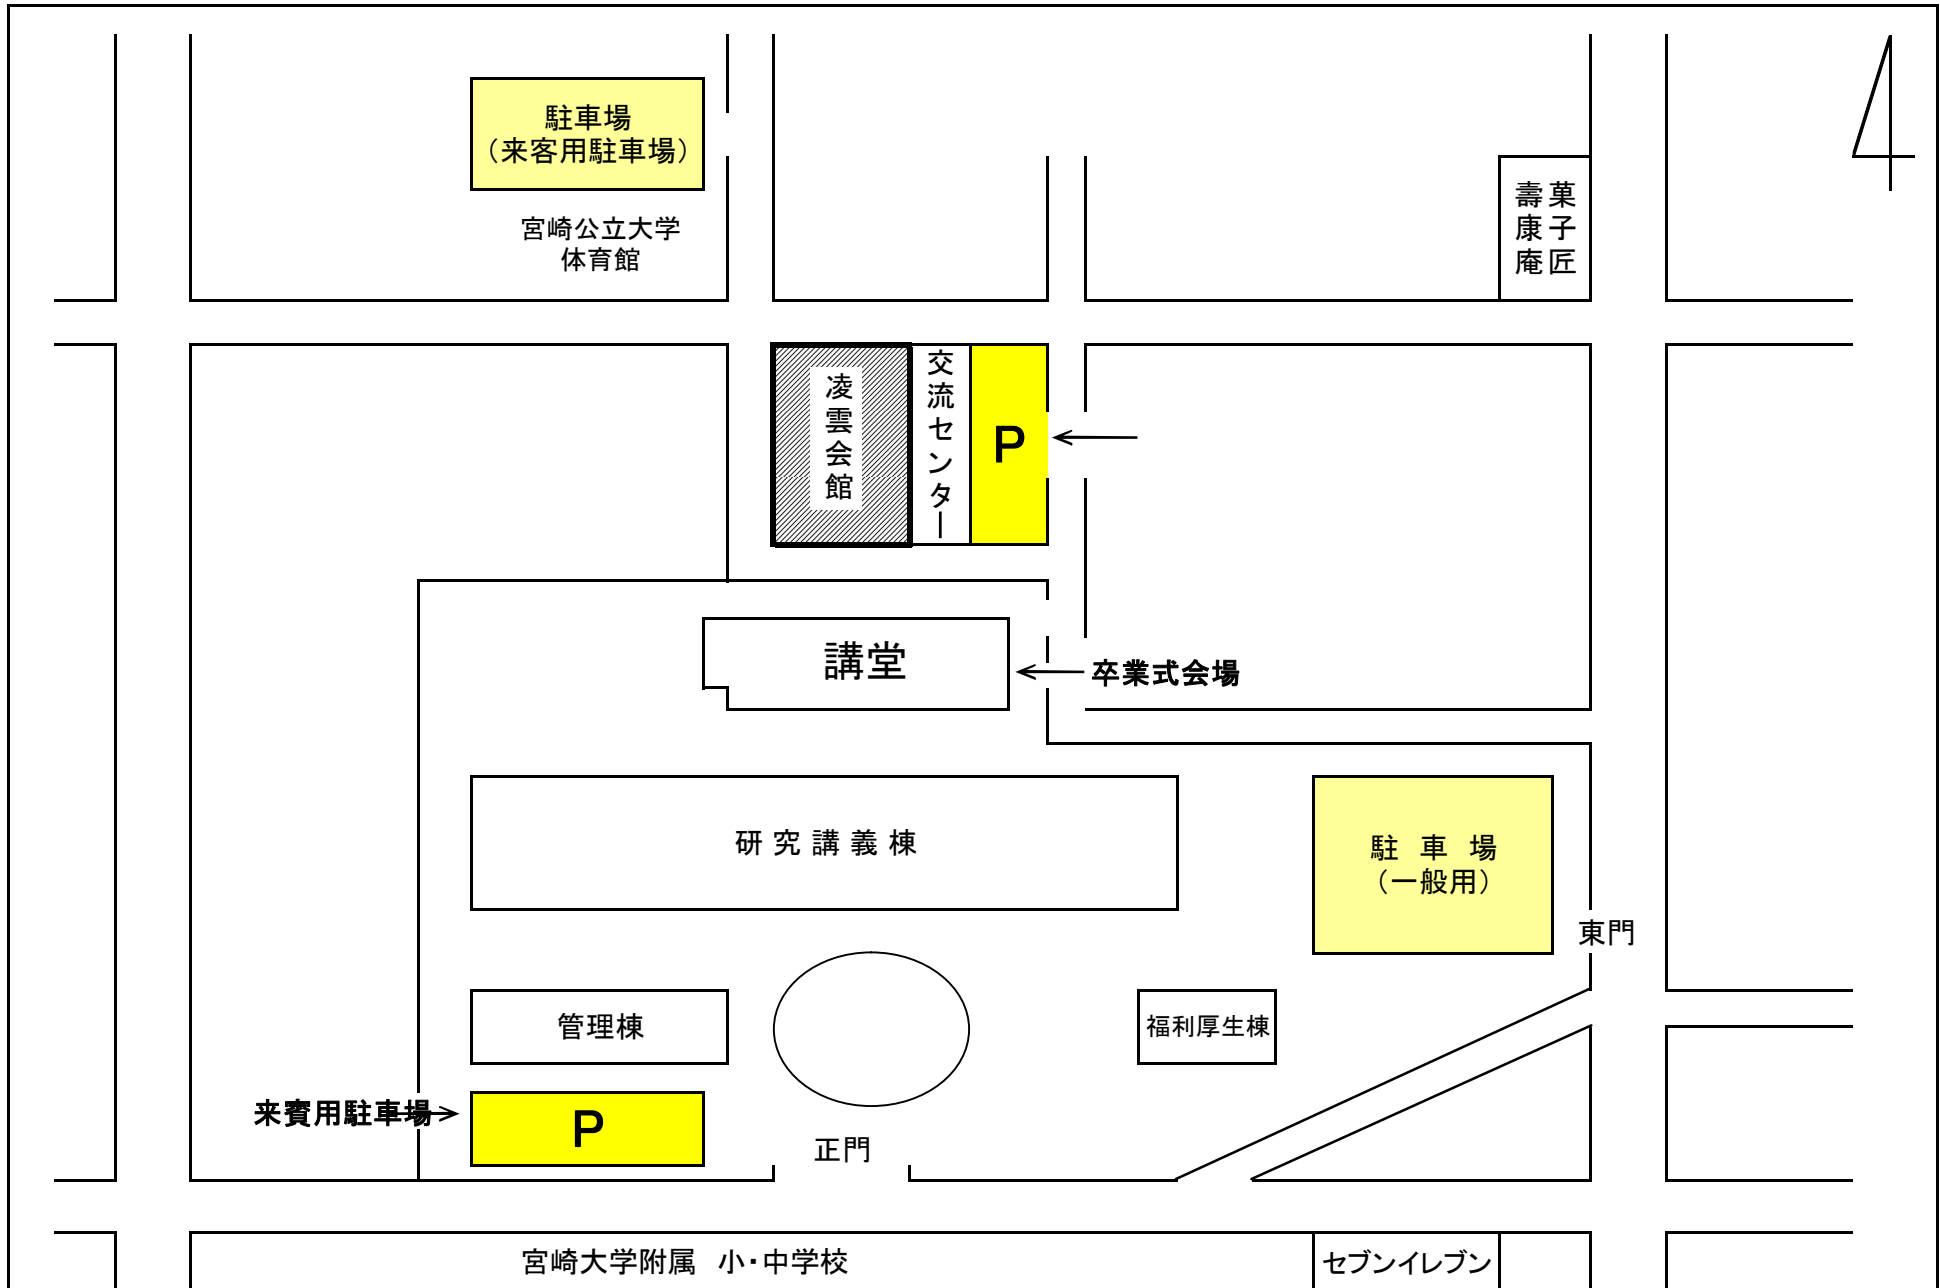 駐車場
（来客用駐車場）
宮崎公立大学
体育館
菓子匠
壽康庵
凌雲会館
交流センター
P
講堂
卒業式会場
研究講義棟
駐 車 場
（一般用）
東門
管理棟
福利厚生棟
来賓用駐車場
P
正門
宮崎大学附属 小・中学校
セブンイレブン